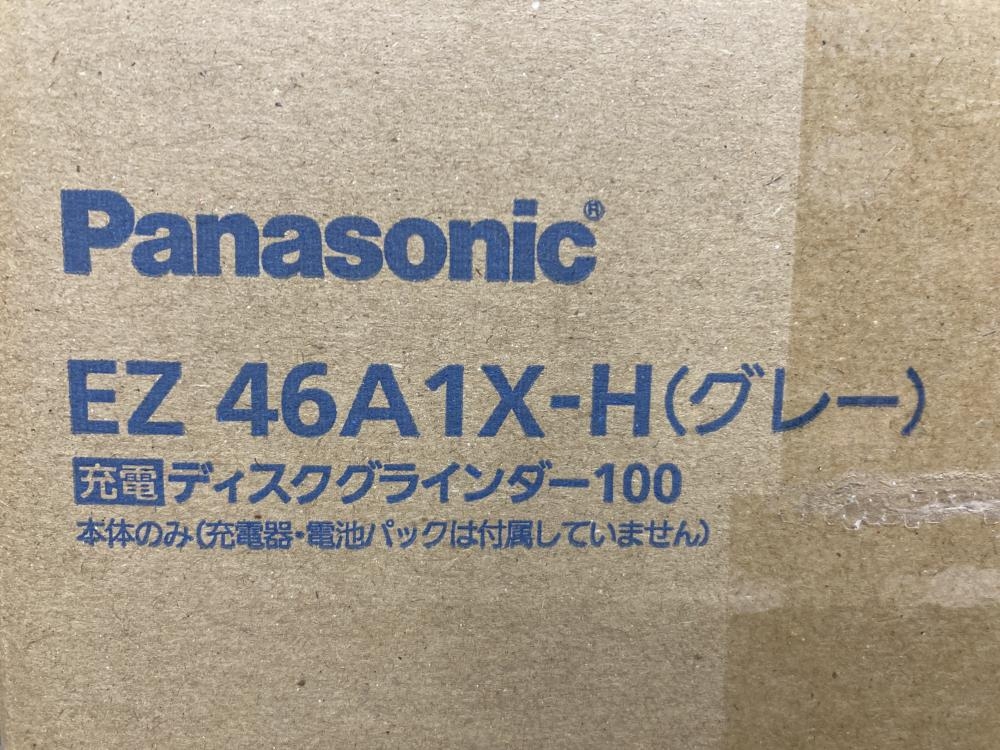 Panasonic®
EZ 46A1X-H(グレー)
充電ディスクグラインダー100
本体のみ(充電器・電池パックは付属していません)